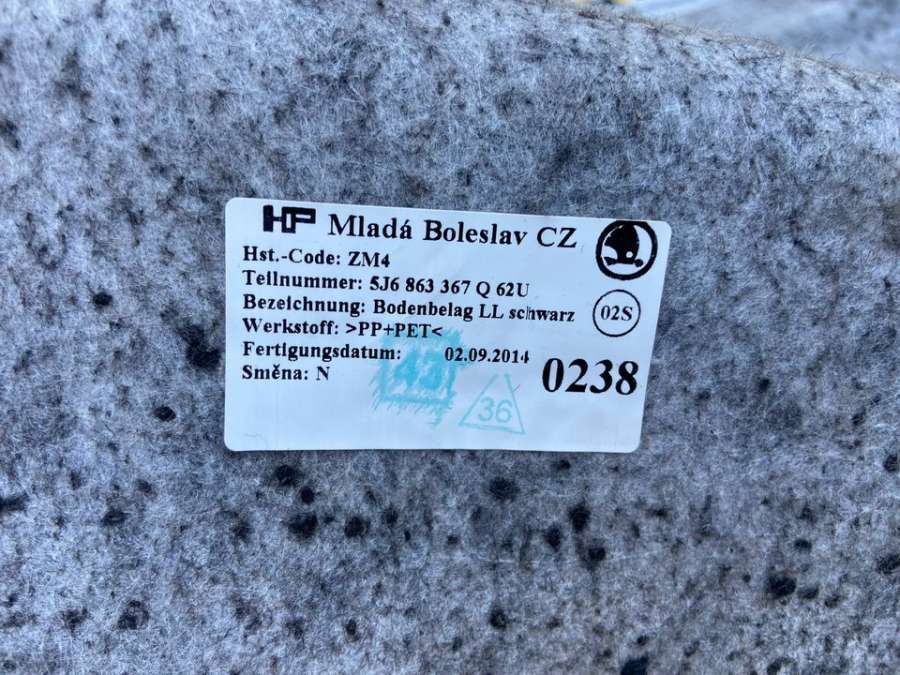 HP Mladá Boleslav CZ
Hst.-Code: ZM4
Teilnummer: 5J6 863 367 Q 62U
Bezeichnung: Bodenbelag LL schwarz
02S
Werkstoff: >PP+PET<
Fertigungsdatum: 02.09.2014
0238
Směna: N
43
36